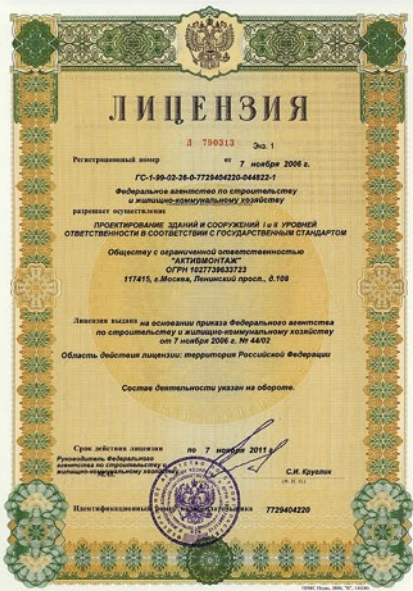 ЛИЦЕНЗИЯ
Д 790313 Экз. 1
Регистрационный номер от 7 ноября 2006 г.
ГС-1-99-02-26-0-7729404220-044822-1
Федеральное агентство по строительству
и жилищно-коммунальному хозяйству
разрешает осуществление
ПРОЕКТИРОВАНИЕ ЗДАНИЙ И СООРУЖЕНИЙ I и II УРОВНЕЙ
ОТВЕТСТВЕННОСТИ В СООТВЕТСТВИИ С ГОСУДАРСТВЕННЫМ СТАНДАРТОМ
Обществу с ограниченной ответственностью
"АКТИВМОНТАЖ"
ОГРН 1027739633723
117415, г.Москва, Ленинский просп., д.108
Лицензия выдана на основании приказа Федерального агентства
по строительству и жилищно-коммунальному хозяйству
от 7 ноября 2006 г. № 44/02
Область действия лицензии: территория Российской Федерации
Состав деятельности указан на обороте.
Срок действия лицензии по 7 ноября 2011 г.
Руководитель Федерального
агентства по строительству и
жилищно-коммунальному хозяйству
С.И. Круглик
(Ф. И. О.)
М.П.
Идентификационный номер налогоплательщика 7729404220